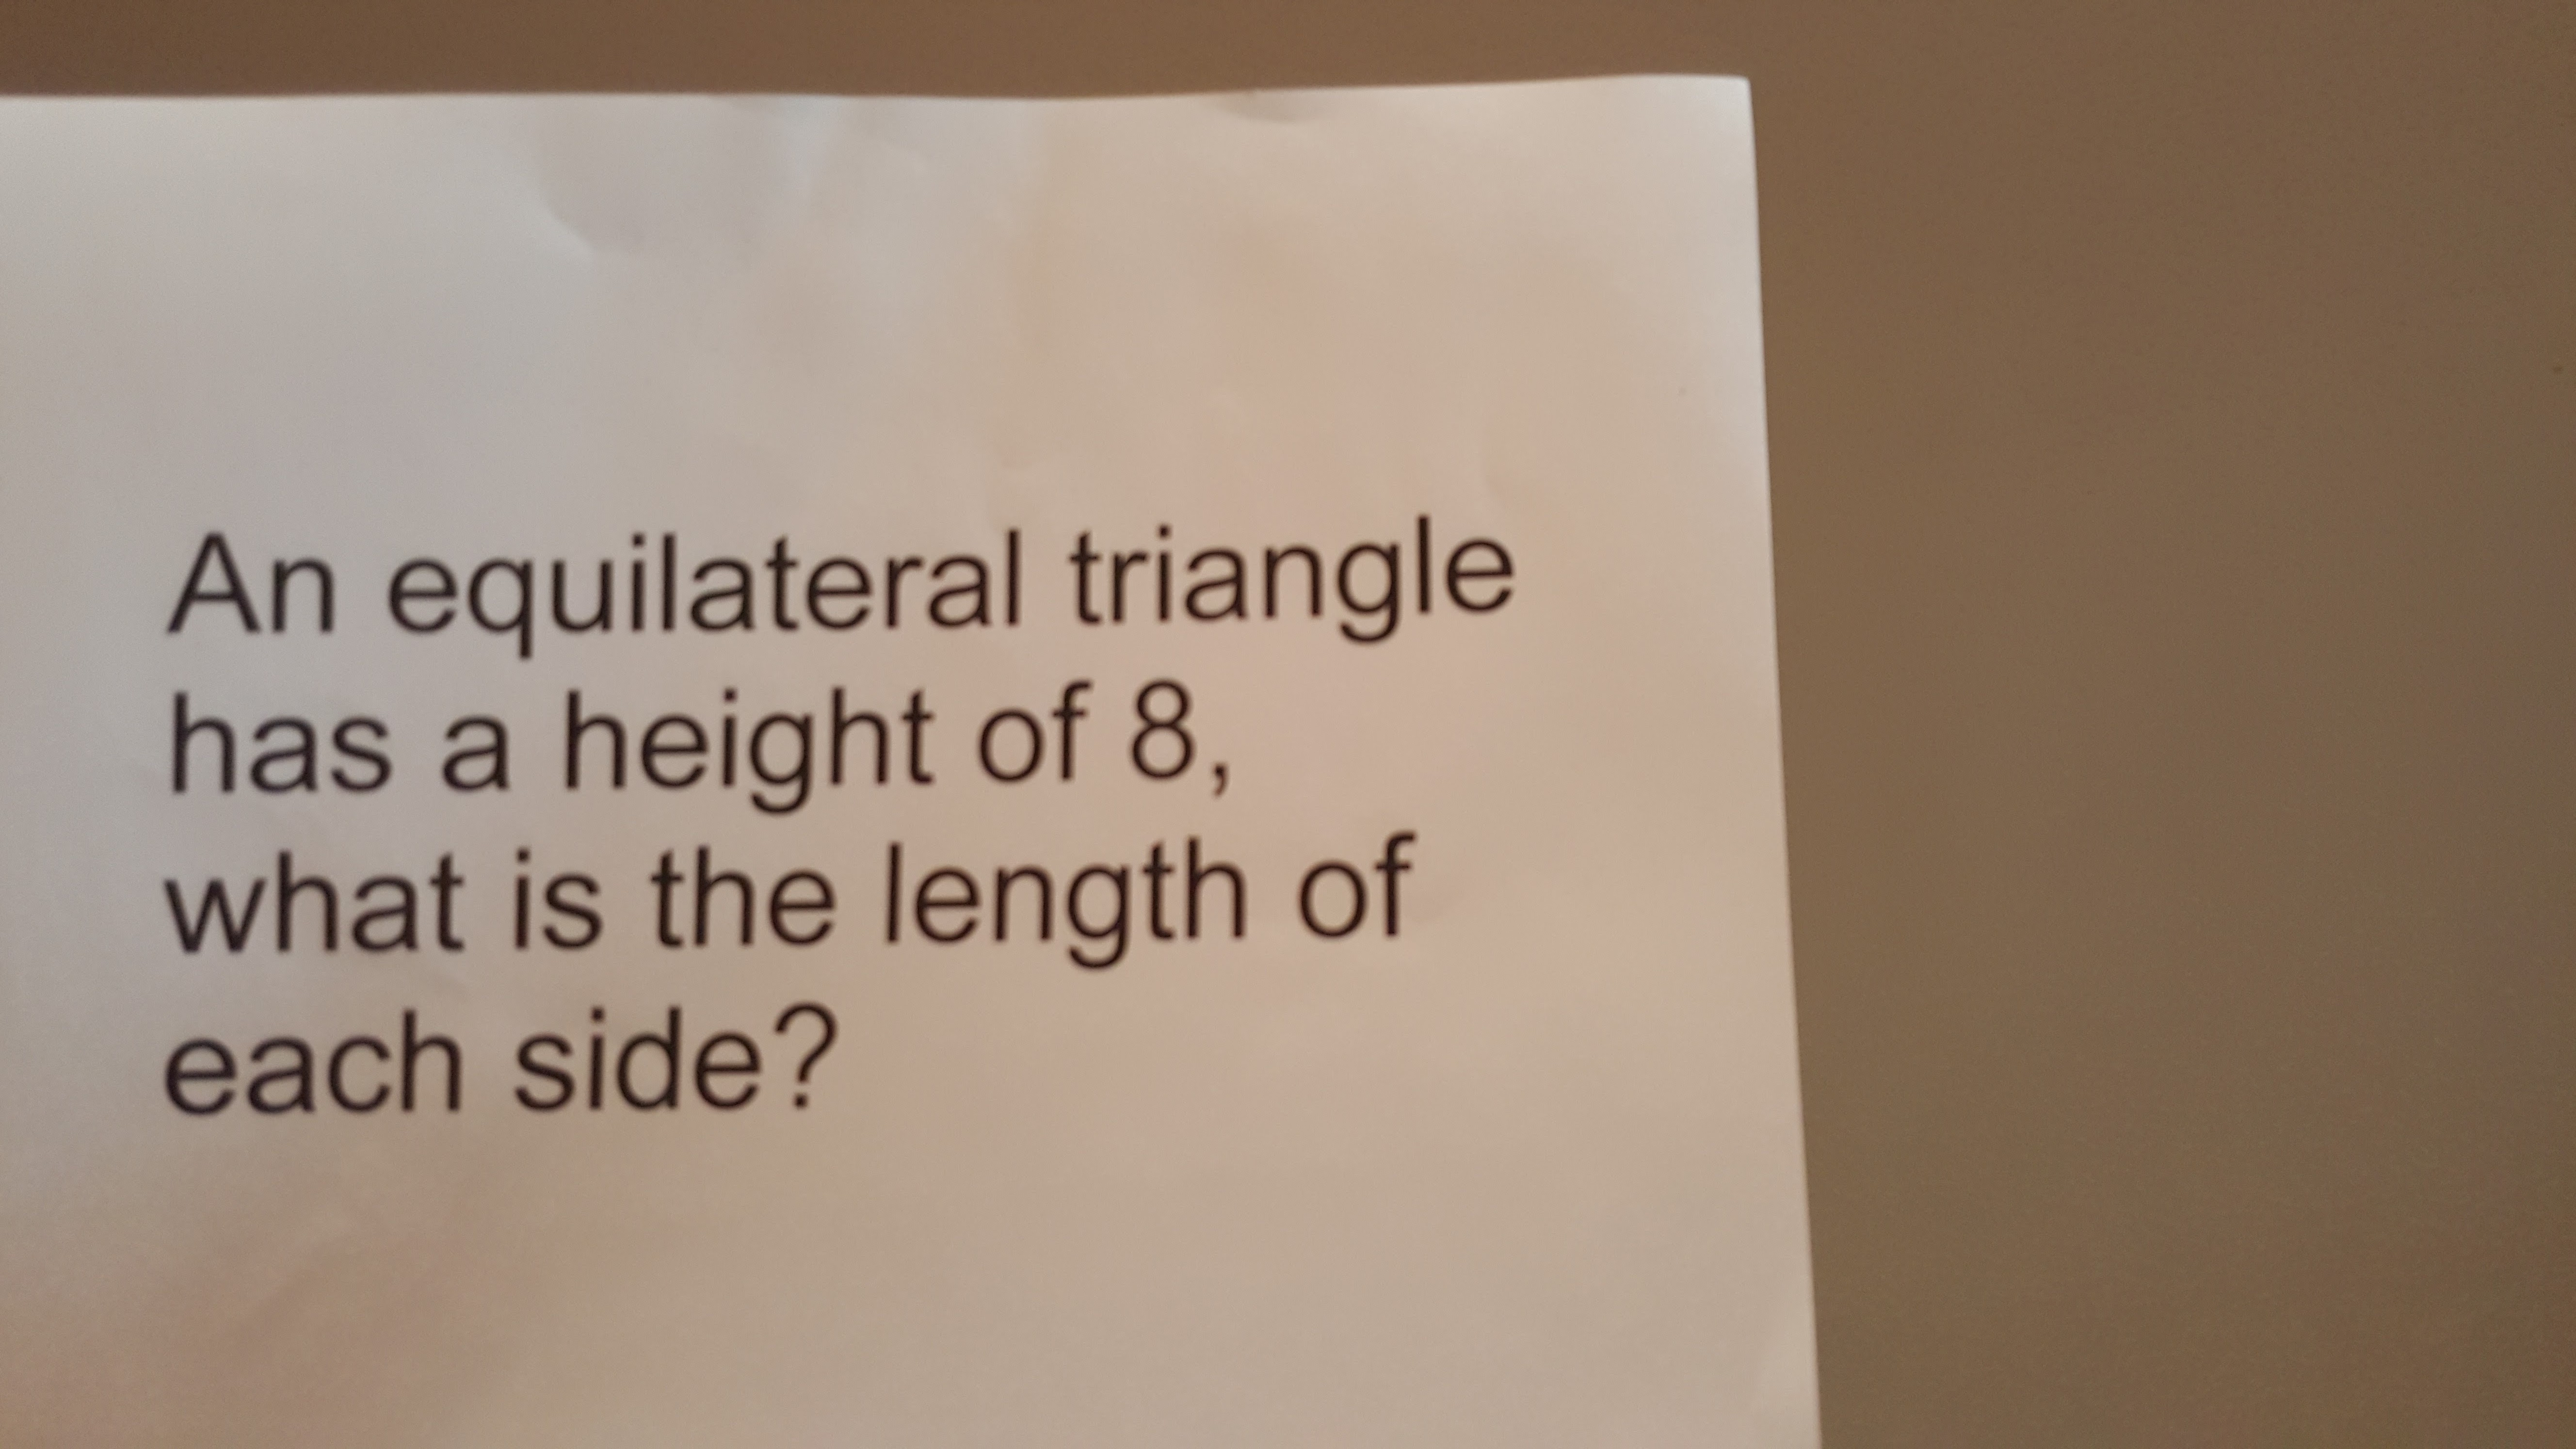 An equilateral triangle
has a height of 8,
what is the length of
each side?